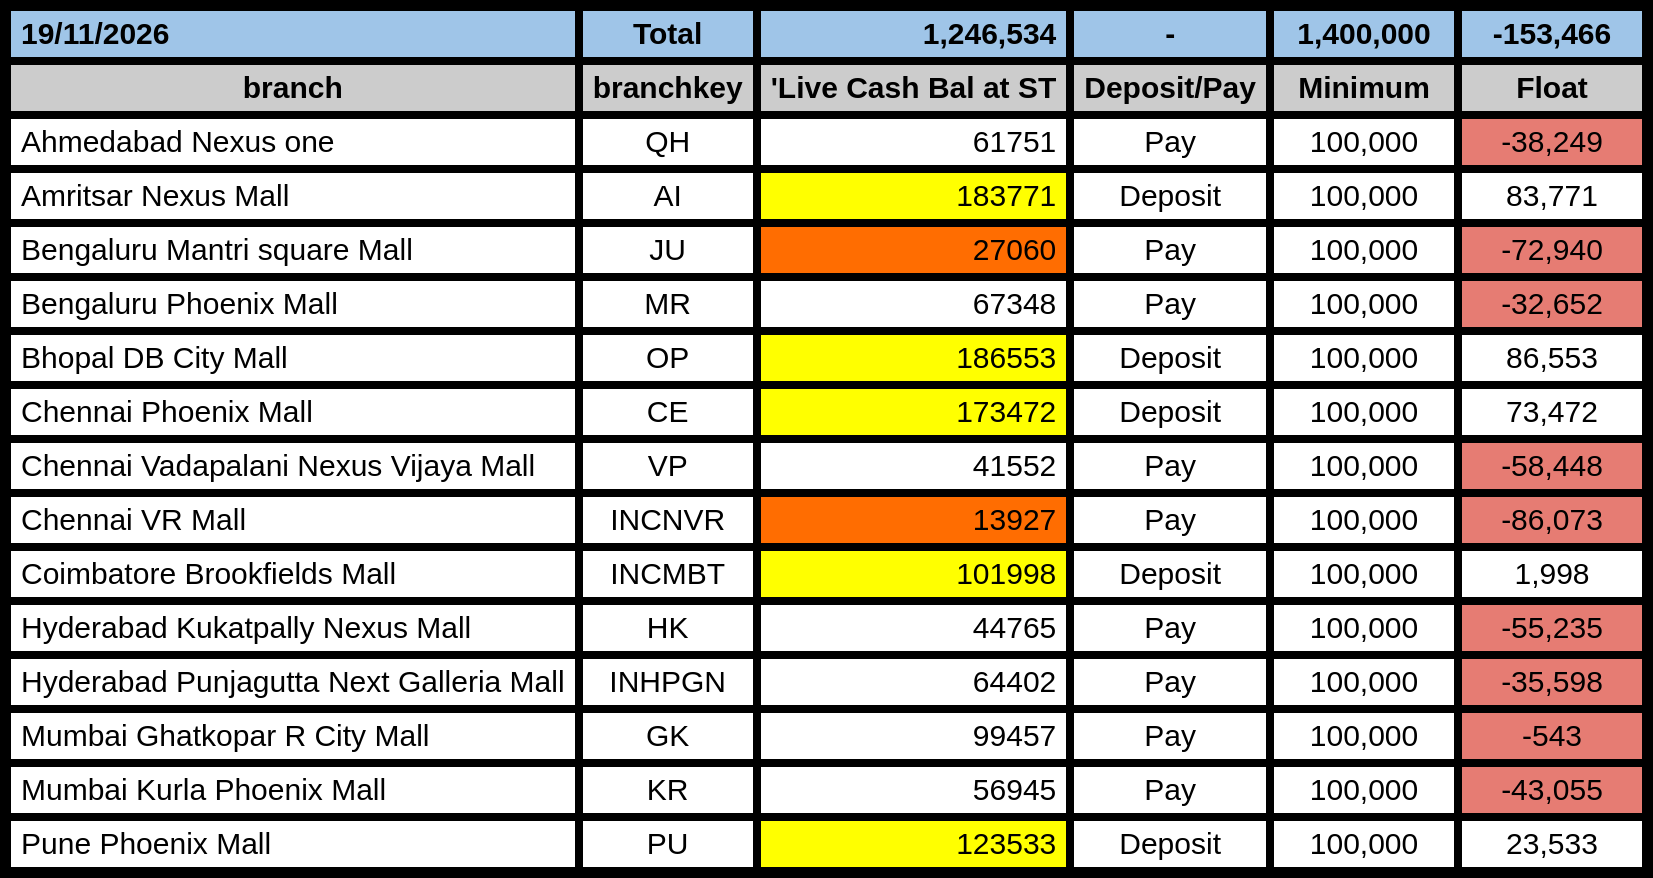 19/11/2026 Total 1,246,534 - 1,400,000 -153,466
branch branchkey 'Live Cash Bal at ST Deposit/Pay Minimum Float
Ahmedabad Nexus one QH 61751 Pay 100,000 -38,249
Amritsar Nexus Mall AI 183771 Deposit 100,000 83,771
Bengaluru Mantri square Mall JU 27060 Pay 100,000 -72,940
Bengaluru Phoenix Mall MR 67348 Pay 100,000 -32,652
Bhopal DB City Mall OP 186553 Deposit 100,000 86,553
Chennai Phoenix Mall CE 173472 Deposit 100,000 73,472
Chennai Vadapalani Nexus Vijaya Mall VP 41552 Pay 100,000 -58,448
Chennai VR Mall INCNVR 13927 Pay 100,000 -86,073
Coimbatore Brookfields Mall INCMBT 101998 Deposit 100,000 1,998
Hyderabad Kukatpally Nexus Mall HK 44765 Pay 100,000 -55,235
Hyderabad Punjagutta Next Galleria Mall INHPGN 64402 Pay 100,000 -35,598
Mumbai Ghatkopar R City Mall GK 99457 Pay 100,000 -543
Mumbai Kurla Phoenix Mall KR 56945 Pay 100,000 -43,055
Pune Phoenix Mall PU 123533 Deposit 100,000 23,533